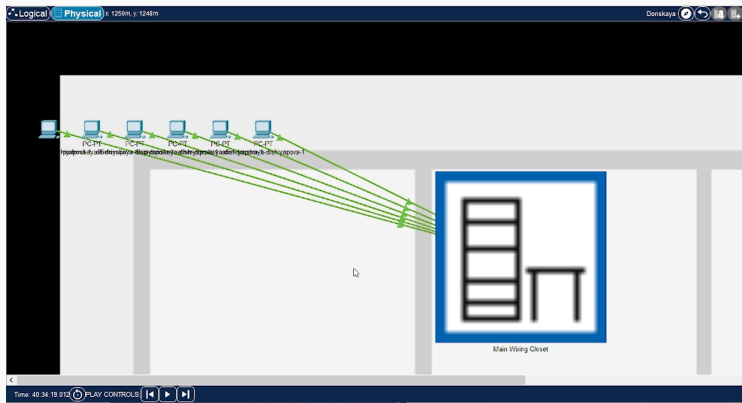 Logical Physical x: 1259m, y: 1248m Donskaya
PC-PT PC-PT PC-PT PC-PT PC-PT
Main Wiring Closet
Time: 40:34:19.012 PLAY CONTROLS: